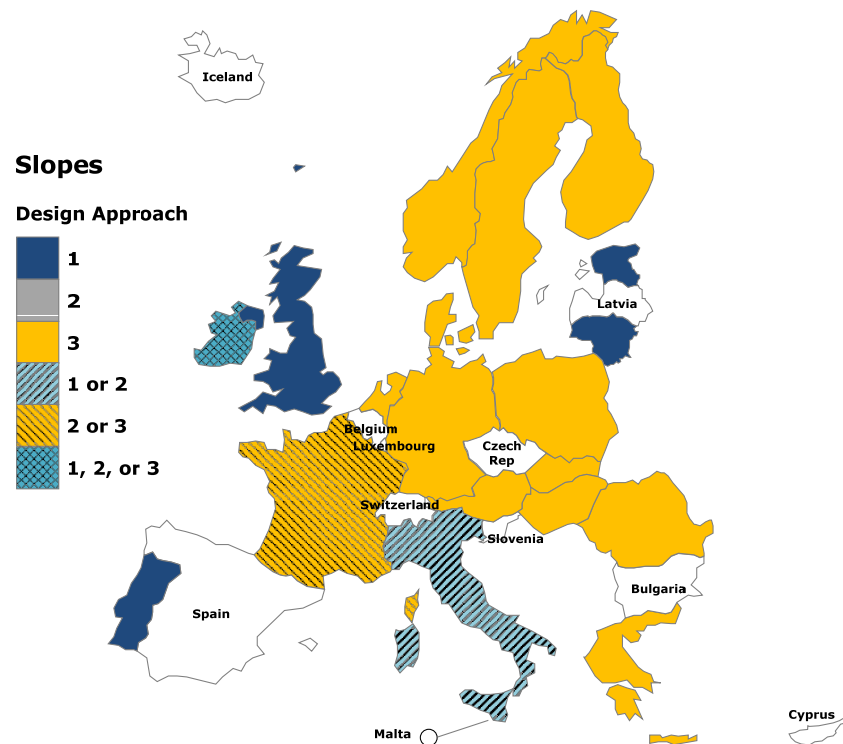 Iceland
Slopes
Design Approach
1
2
3
1 or 2
2 or 3
1, 2, or 3
Latvia
Belgium
Luxembourg
Czech
Rep
Switzerland
Slovenia
Bulgaria
Spain
Cyprus
Malta